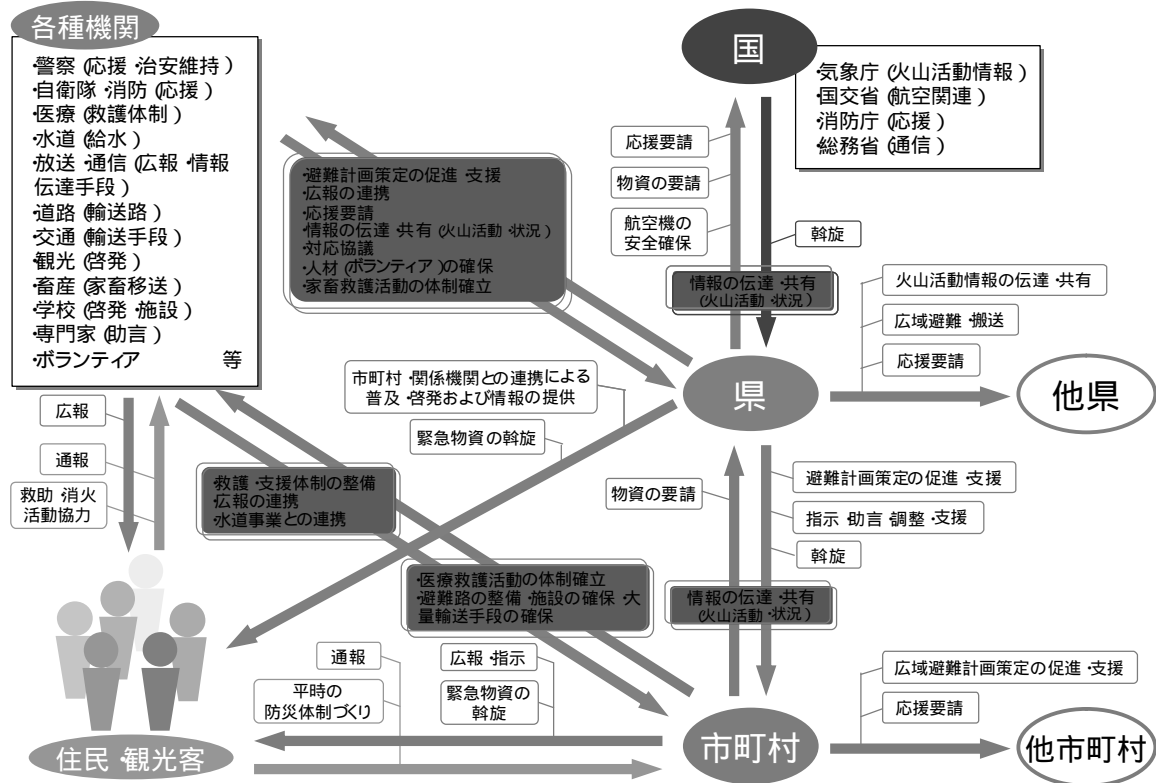 各種機関
・警察（応援・治安維持）
・自衛隊・消防（応援）
・医療（救護体制）
・水道（給水）
・放送・通信（広報・情報
伝達手段）
・道路（輸送路）
・交通（輸送手段）
・観光（啓発）
・畜産（家畜移送）
・学校（啓発・施設）
・専門家（助言）
・ボランティア 等
国
・気象庁（火山活動情報）
・国交省（航空関連）
・消防庁（応援）
・総務省（通信）
応援要請
物資の要請
航空機の
安全確保
斡旋
情報の伝達・共有
（火山活動・状況）
・避難計画策定の促進・支援
・広報の連携
・応援要請
・情報の伝達・共有（火山活動・状況）
・対応協議
・人材（ボランティア）の確保
・家畜救護活動の体制確立
火山活動情報の伝達・共有
広域避難・搬送
応援要請
県
他県
市町村・関係機関との連携による
普及・啓発および情報の提供
緊急物資の斡旋
広報
通報
救助・消火
活動協力
・救護・支援体制の整備
・広報の連携
・水道事業との連携
物資の要請
避難計画策定の促進・支援
指示・助言・調整・支援
斡旋
・医療救護活動の体制確立
・避難路の整備・施設の確保・大
量輸送手段の確保
情報の伝達・共有
（火山活動・状況）
通報
平時の
防災体制づくり
広報・指示
緊急物資の
斡旋
広域避難計画策定の促進・支援
応援要請
住民・観光客
市町村
他市町村